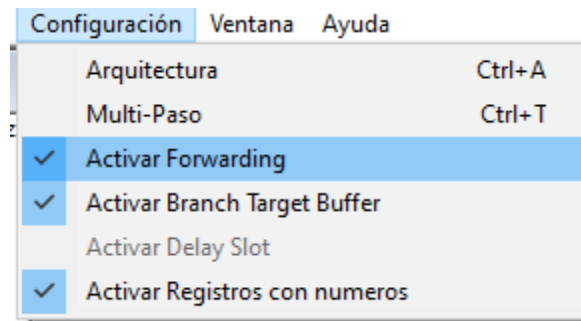 Configuración Ventana Ayuda
Arquitectura Ctrl+A
Multi-Paso Ctrl+T
Activar Forwarding
Activar Branch Target Buffer
Activar Delay Slot
Activar Registros con numeros